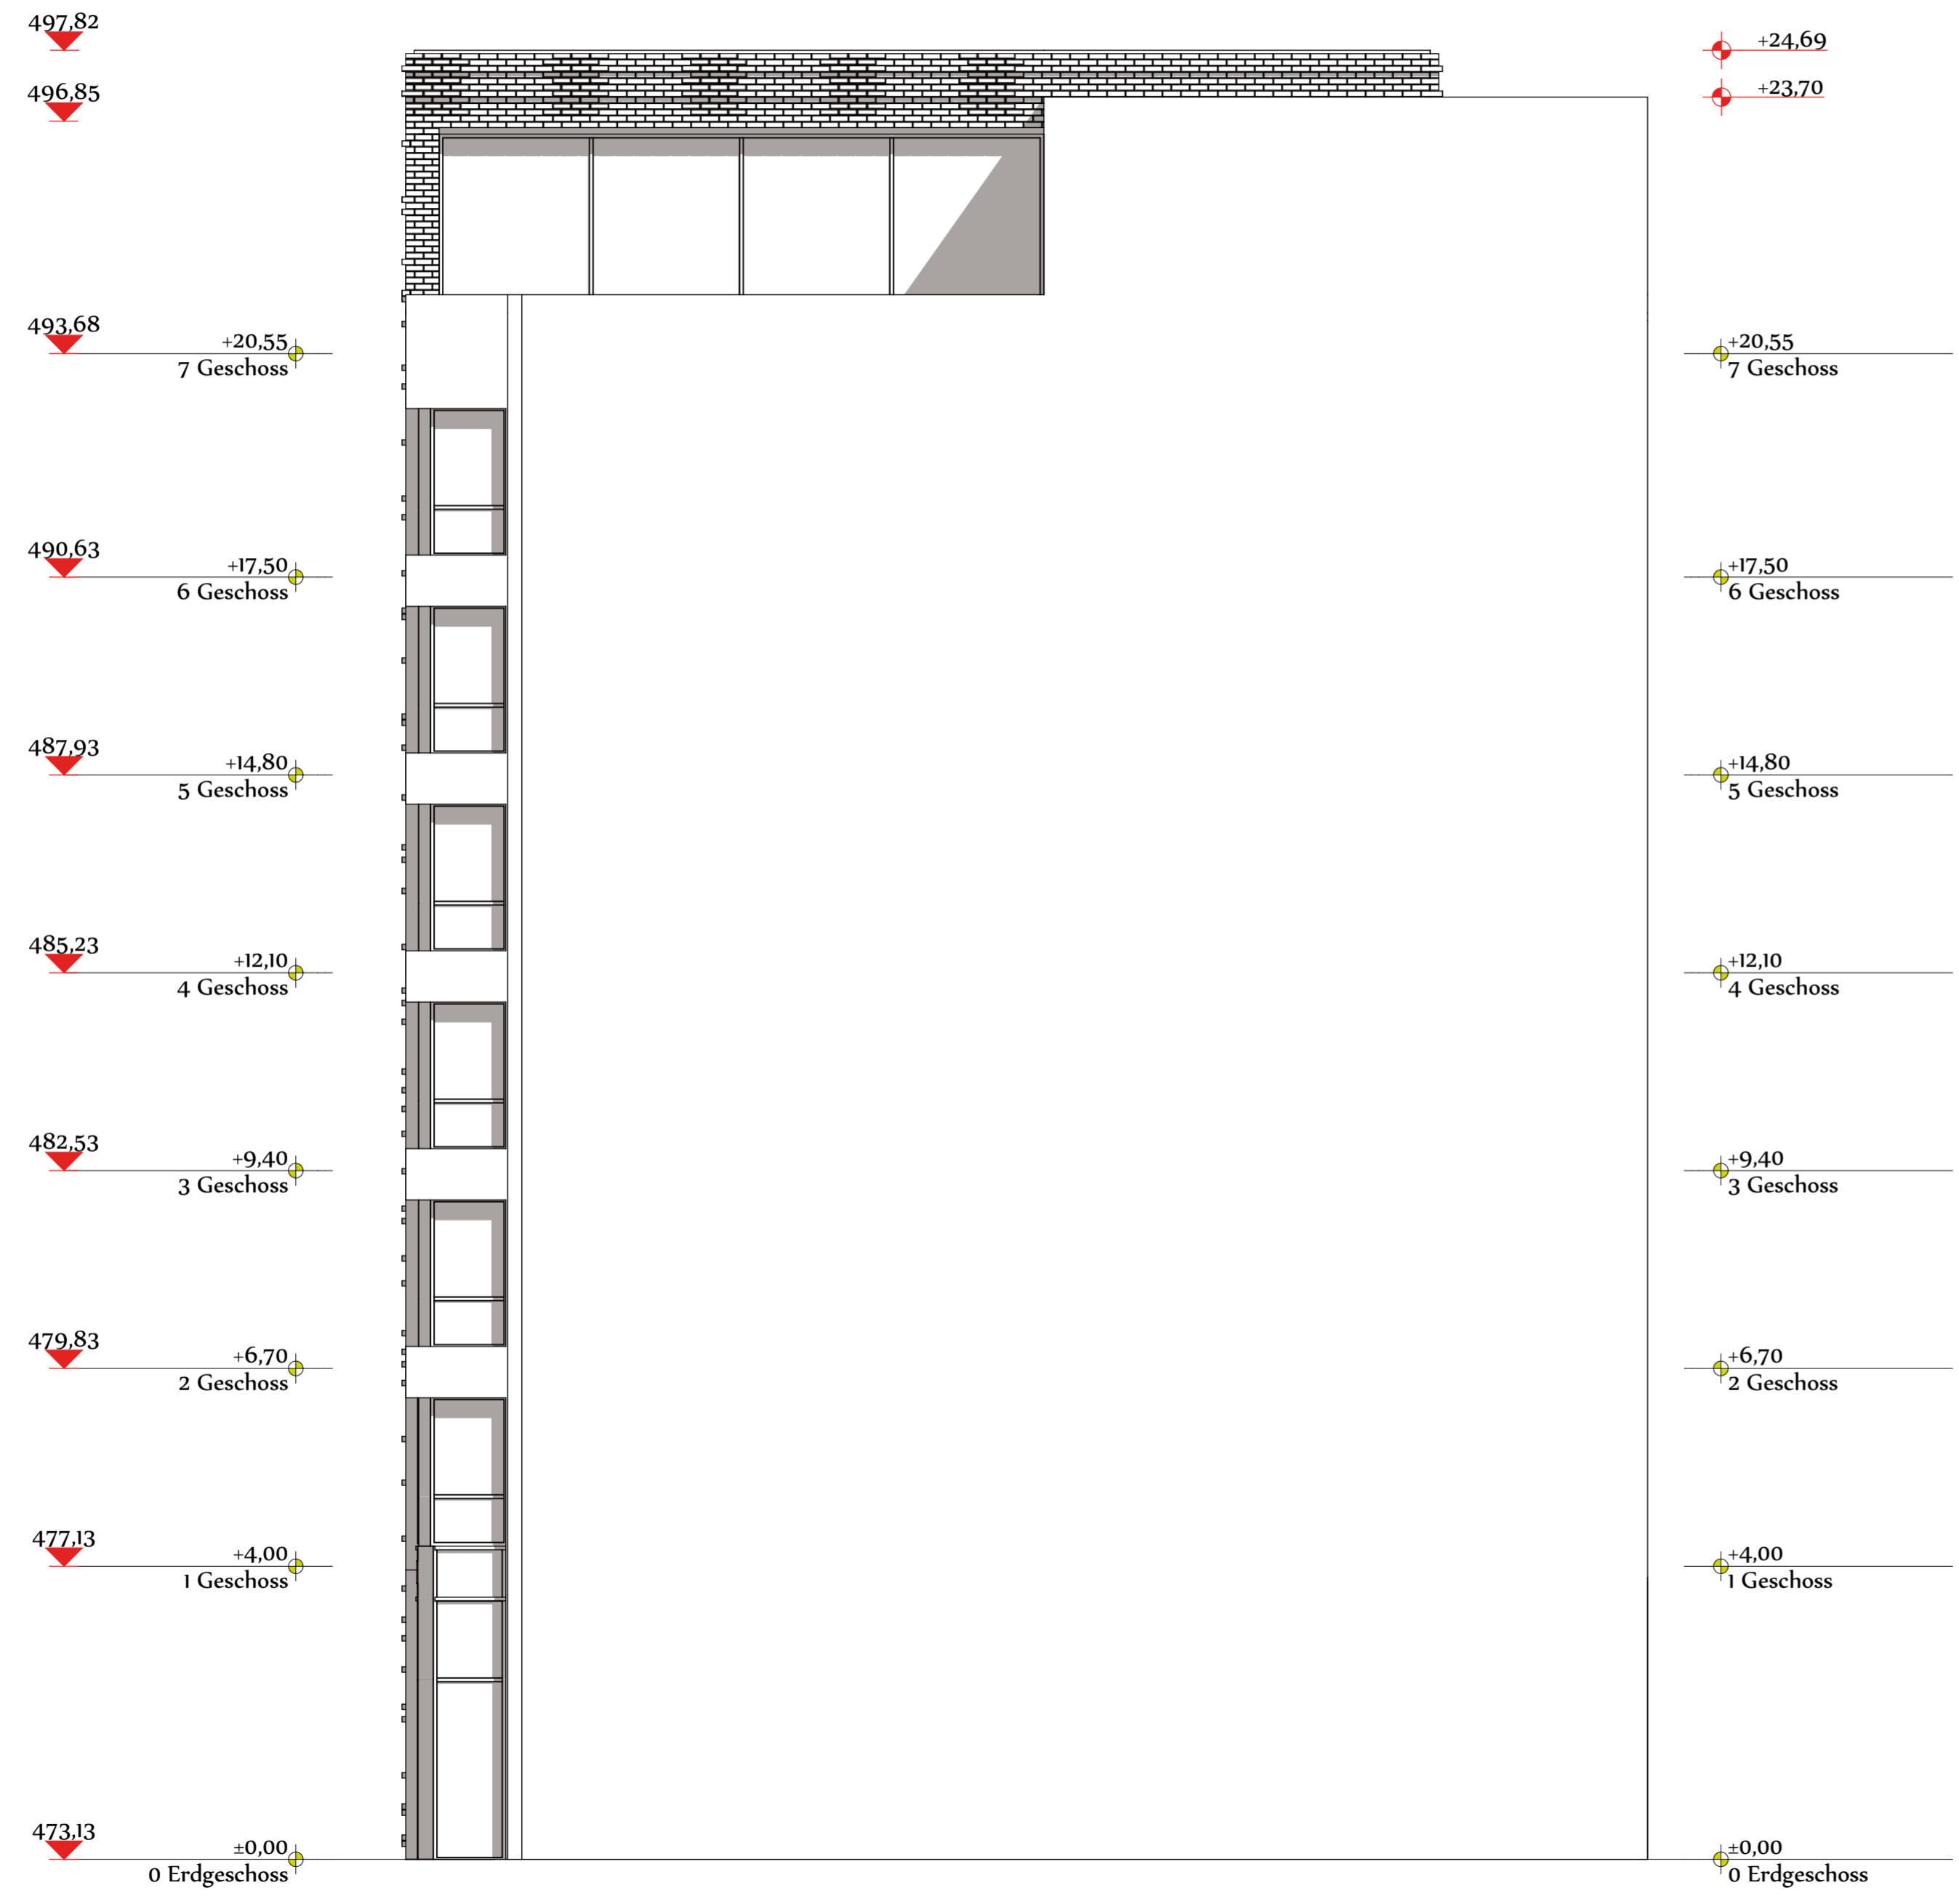 497,82
+24,69
496,85
+23,70
493,68
+20,55
7 Geschoss
+20,55
7 Geschoss
490,63
+17,50
6 Geschoss
+17,50
6 Geschoss
487,93
+14,80
5 Geschoss
+14,80
5 Geschoss
485,23
+12,10
4 Geschoss
+12,10
4 Geschoss
482,53
+9,40
3 Geschoss
+9,40
3 Geschoss
479,83
+6,70
2 Geschoss
+6,70
2 Geschoss
477,13
+4,00
1 Geschoss
+4,00
1 Geschoss
473,13
±0,00
0 Erdgeschoss
±0,00
0 Erdgeschoss